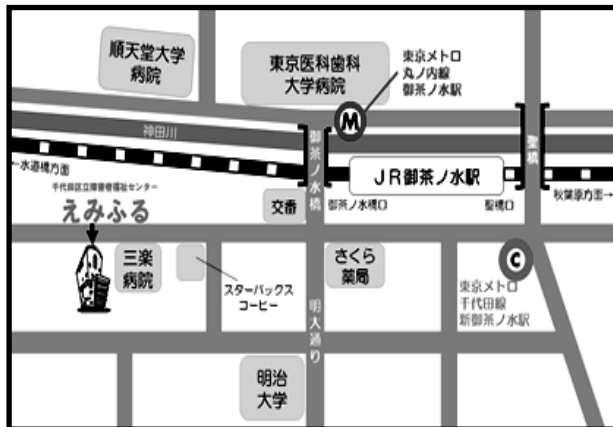 順天堂大学
病院
東京医科歯科
大学病院
東京メトロ
丸ノ内線
御茶ノ水駅
M
神田川
御茶ノ水橋
聖橋
←水道橋方面
JR御茶ノ水駅
千代田区立障害者福祉センター
えみふる
交番
御茶ノ水橋口
聖橋口
秋葉原方面→
三楽
病院
スターバックス
コーヒー
さくら
薬局
C
東京メトロ
千代田線
新御茶ノ水駅
明大通り
明治
大学